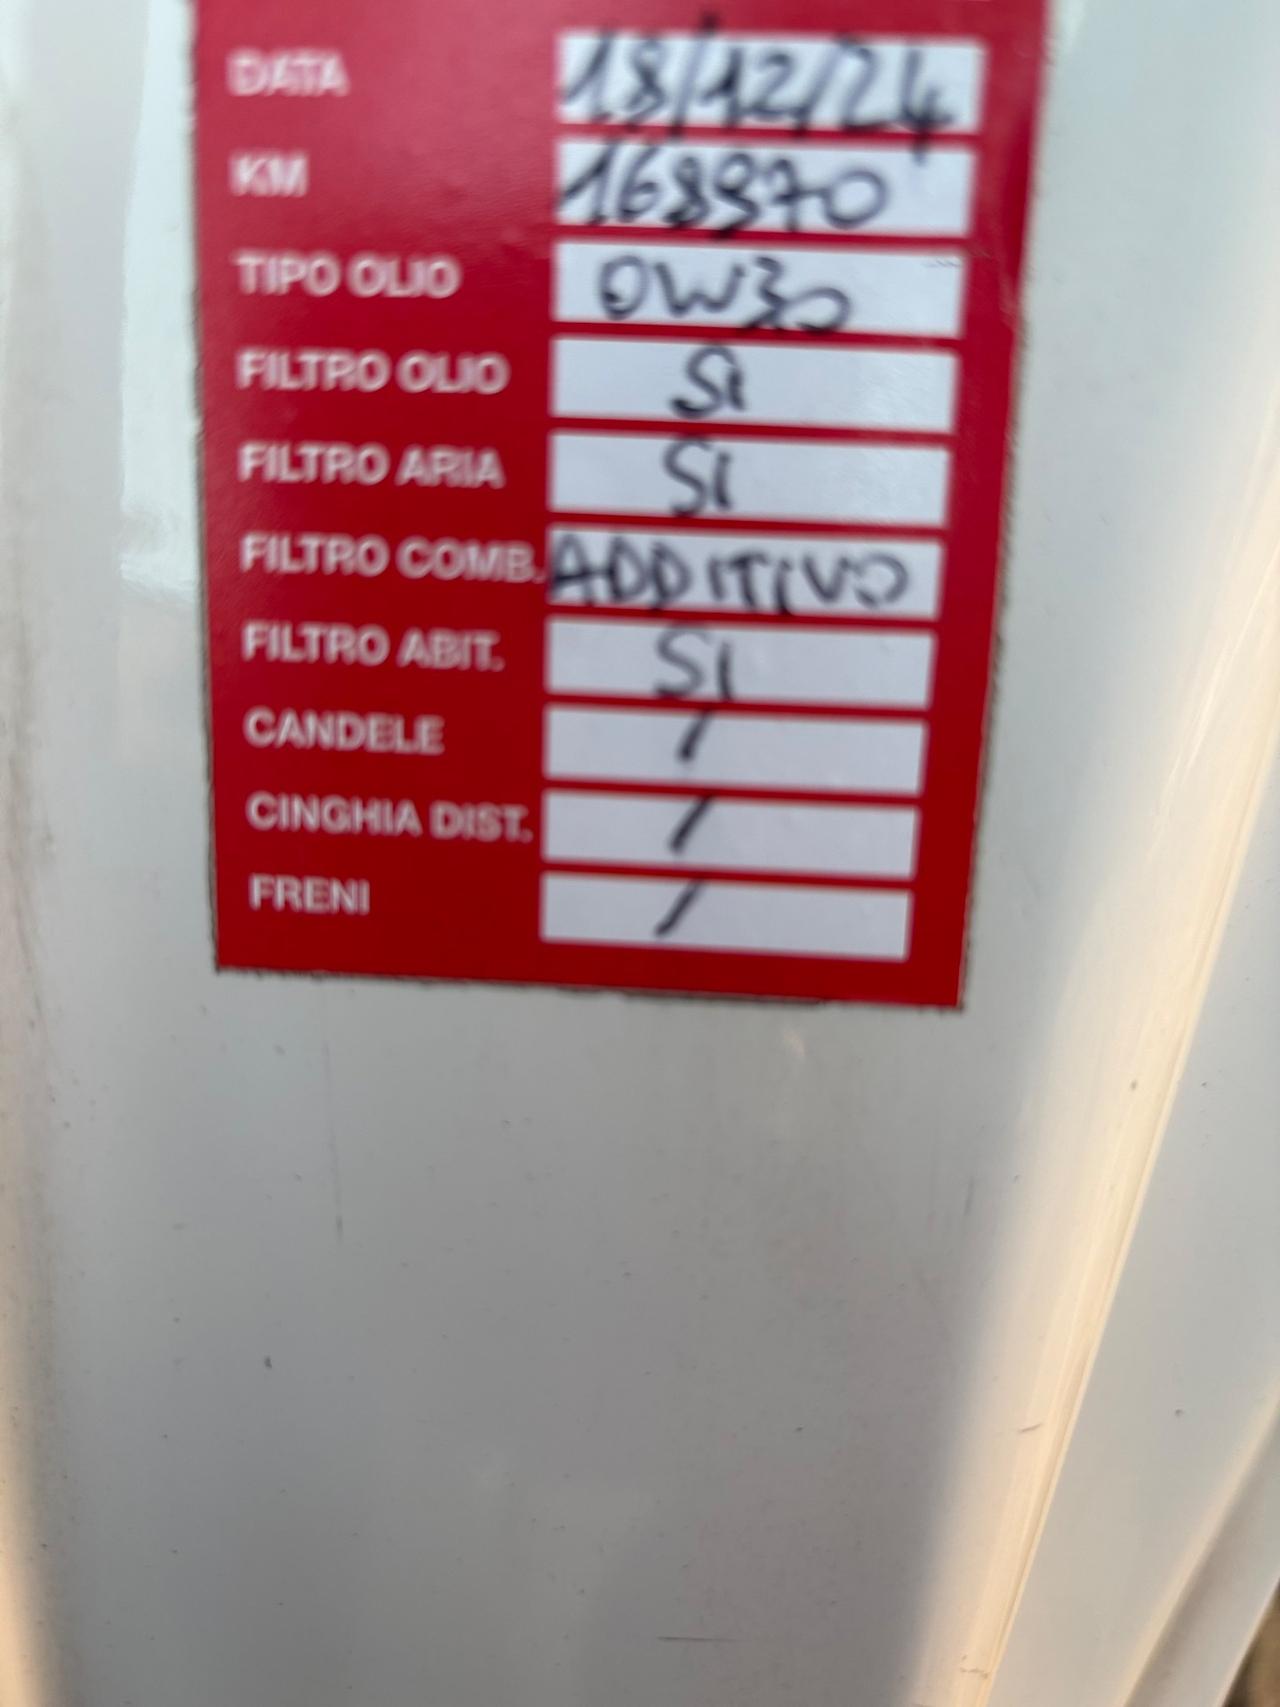 DATA 18/12/24
KM 168970
TIPO OLIO 0W30
FILTRO OLIO SI
FILTRO ARIA SI
FILTRO COMB. ADDITIVO
FILTRO ABIT. SI
CANDELE /
CINGHIA DIST. /
FRENI /